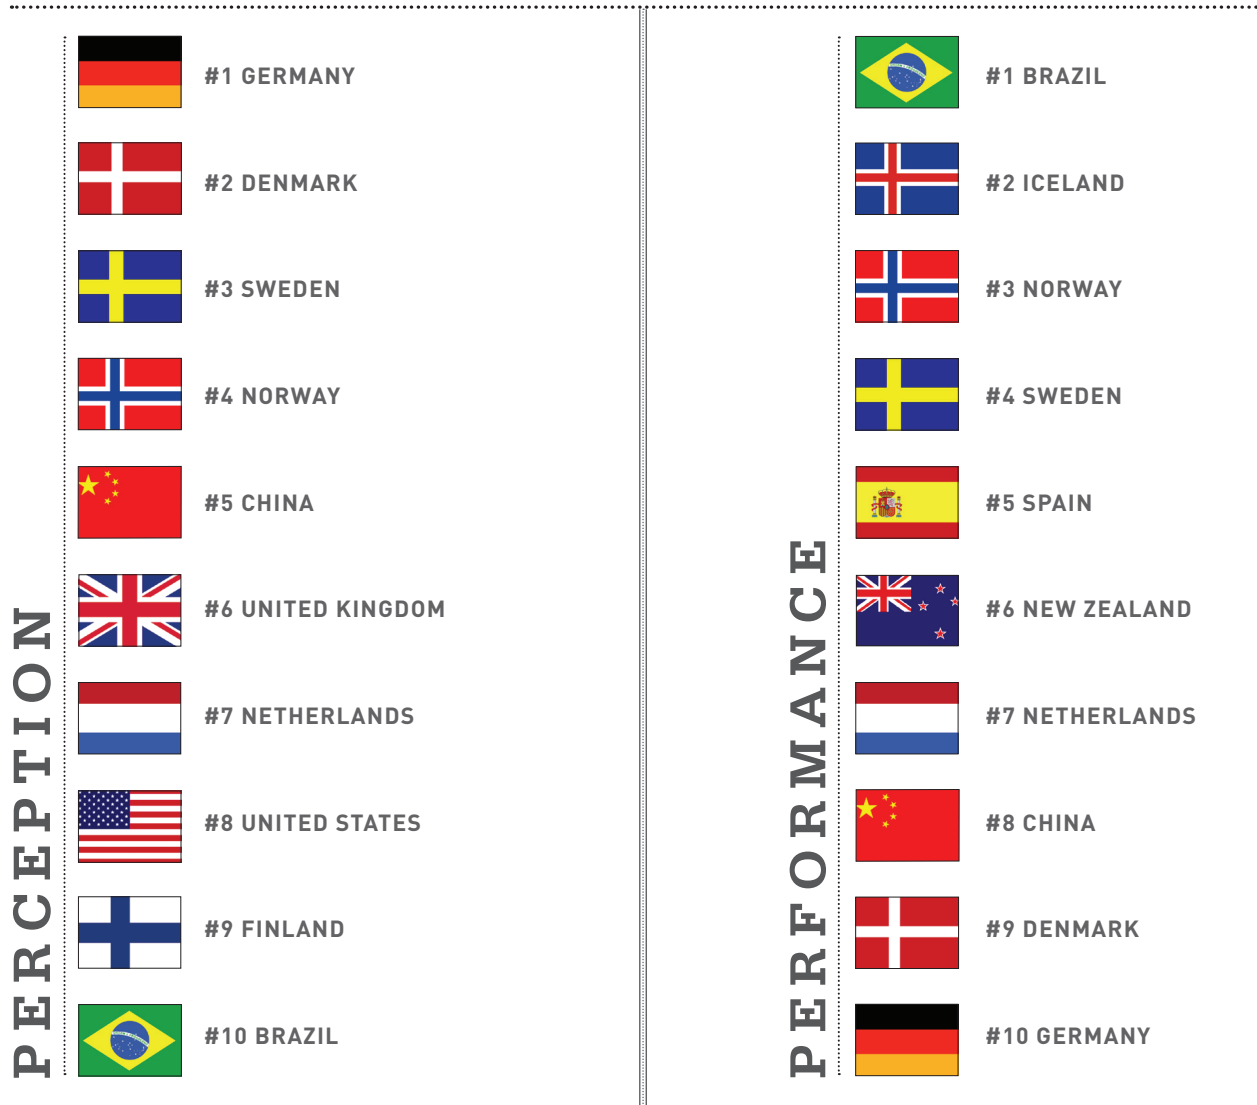 PERCEPTION
#1 GERMANY
#2 DENMARK
#3 SWEDEN
#4 NORWAY
#5 CHINA
#6 UNITED KINGDOM
#7 NETHERLANDS
#8 UNITED STATES
#9 FINLAND
#10 BRAZIL
PERFORMANCE
#1 BRAZIL
#2 ICELAND
#3 NORWAY
#4 SWEDEN
#5 SPAIN
#6 NEW ZEALAND
#7 NETHERLANDS
#8 CHINA
#9 DENMARK
#10 GERMANY